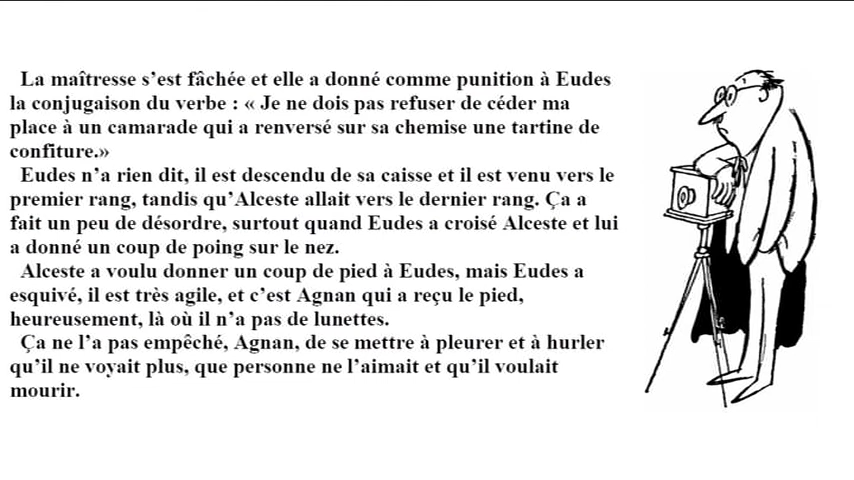 La maîtresse s’est fâchée et elle a donné comme punition à Eudes
la conjugaison du verbe : « Je ne dois pas refuser de céder ma
place à un camarade qui a renversé sur sa chemise une tartine de
confiture.»
Eudes n’a rien dit, il est descendu de sa caisse et il est venu vers le
premier rang, tandis qu’Alceste allait vers le dernier rang. Ça a
fait un peu de désordre, surtout quand Eudes a croisé Alceste et lui
a donné un coup de poing sur le nez.
Alceste a voulu donner un coup de pied à Eudes, mais Eudes a
esquivé, il est très agile, et c’est Agnan qui a reçu le pied,
heureusement, là où il n’a pas de lunettes.
Ça ne l’a pas empêché, Agnan, de se mettre à pleurer et à hurler
qu’il ne voyait plus, que personne ne l’aimait et qu’il voulait
mourir.